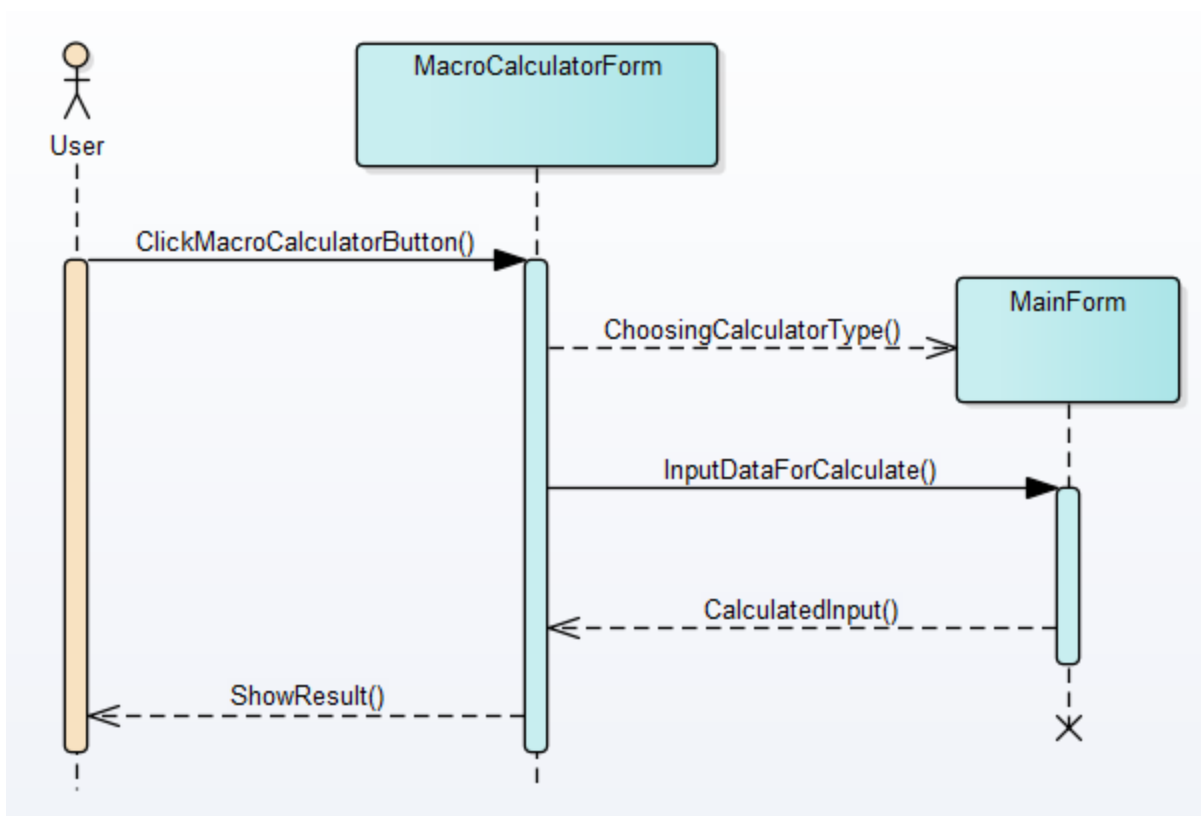 MacroCalculatorForm
User
ClickMacroCalculatorButton()
MainForm
ChoosingCalculatorType()
InputDataForCalculate()
CalculatedInput()
ShowResult()